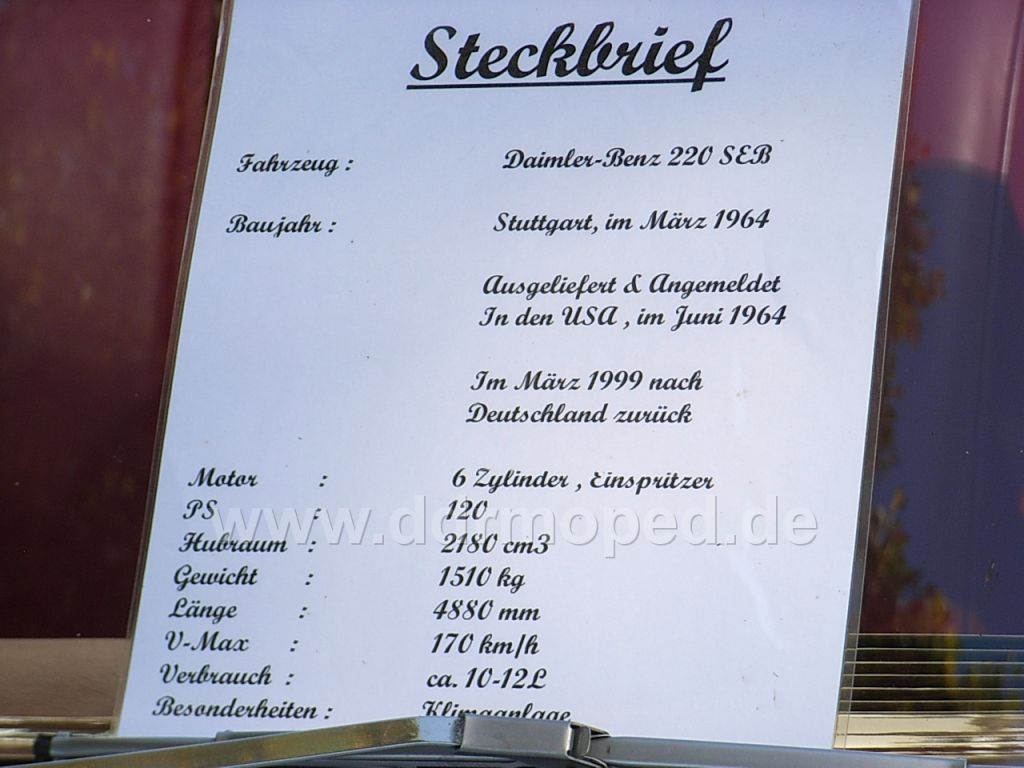 Steckbrief
Fahrzeug : Daimler-Benz 220 SEB
Baujahr : Stuttgart, im März 1964
Ausgeliefert & Angemeldet
In den USA , im Juni 1964
Im März 1999 nach
Deutschland zurück
Motor : 6 Zylinder , Einspritzer
PS : 120
www.dormoped.de
Hubraum : 2180 cm3
Gewicht : 1510 kg
Länge : 4880 mm
V-Max : 170 km/h
Verbrauch : ca. 10-12L
Besonderheiten : Klimaanlage